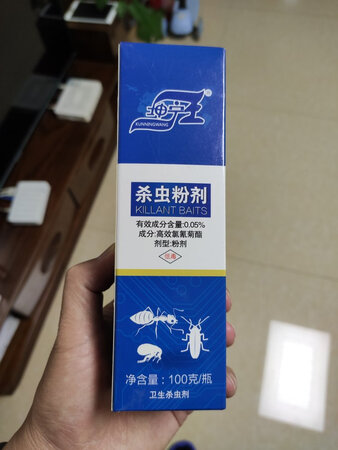 坤宁王
KUNNINGWANG
杀虫粉剂
KILLANT BAITS
有效成分含量:0.05%
成分:高效氯氰菊酯
剂型:粉剂
低毒
净含量：100克/瓶
卫生杀虫剂